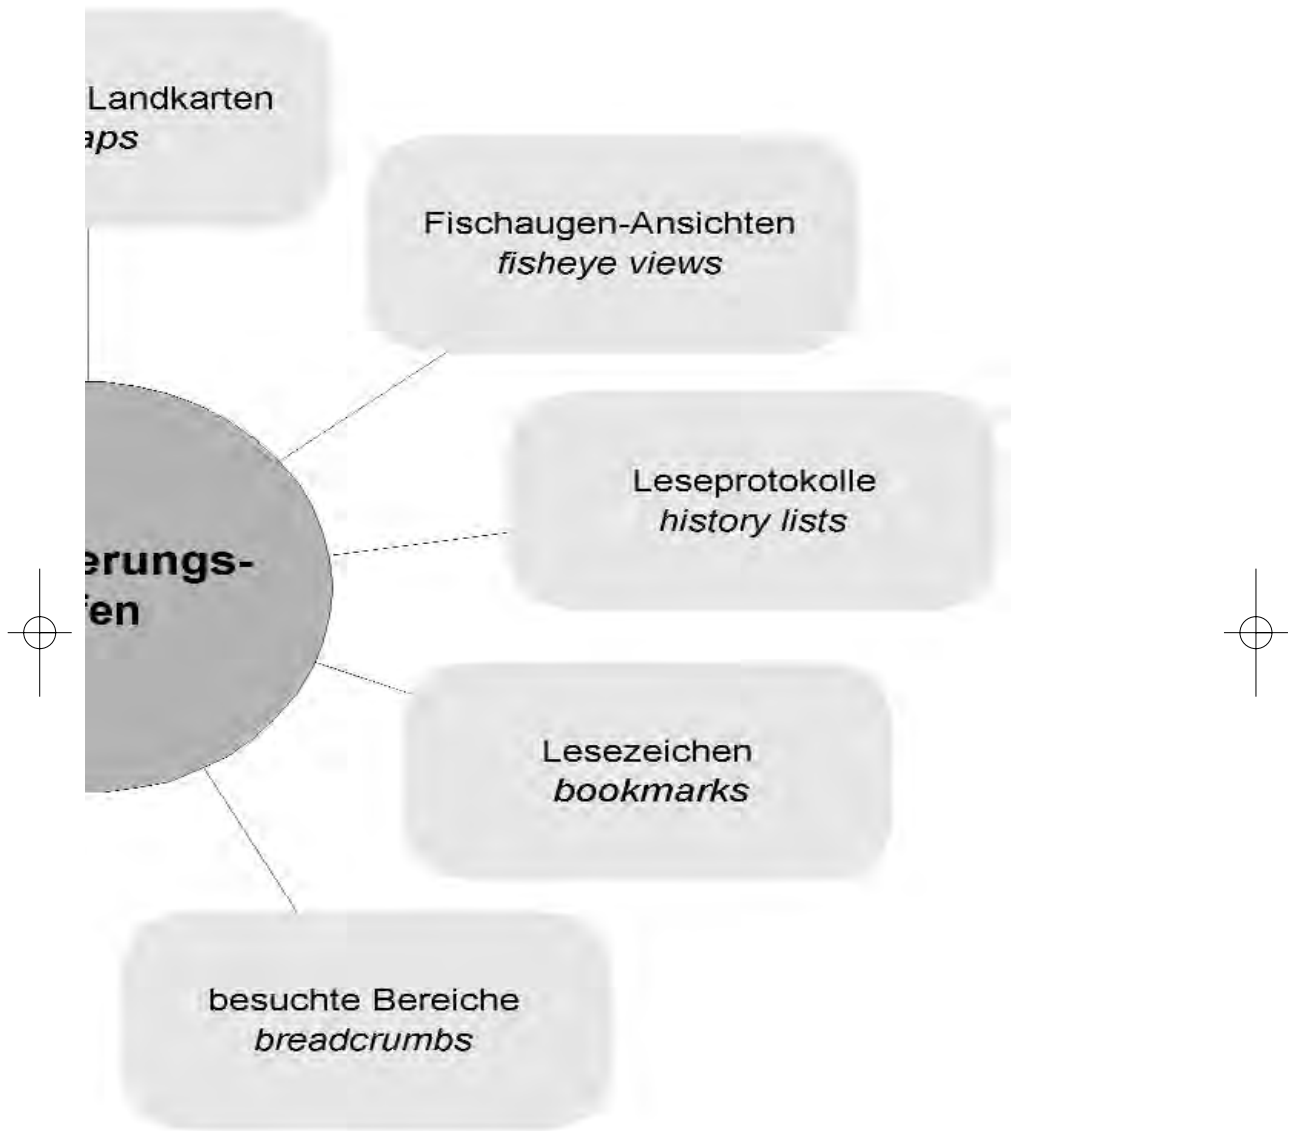 Landkarten
aps
Fischaugen-Ansichten
fisheye views
Leseprotokolle
history lists
erungs-
fen
Lesezeichen
bookmarks
besuchte Bereiche
breadcrumbs